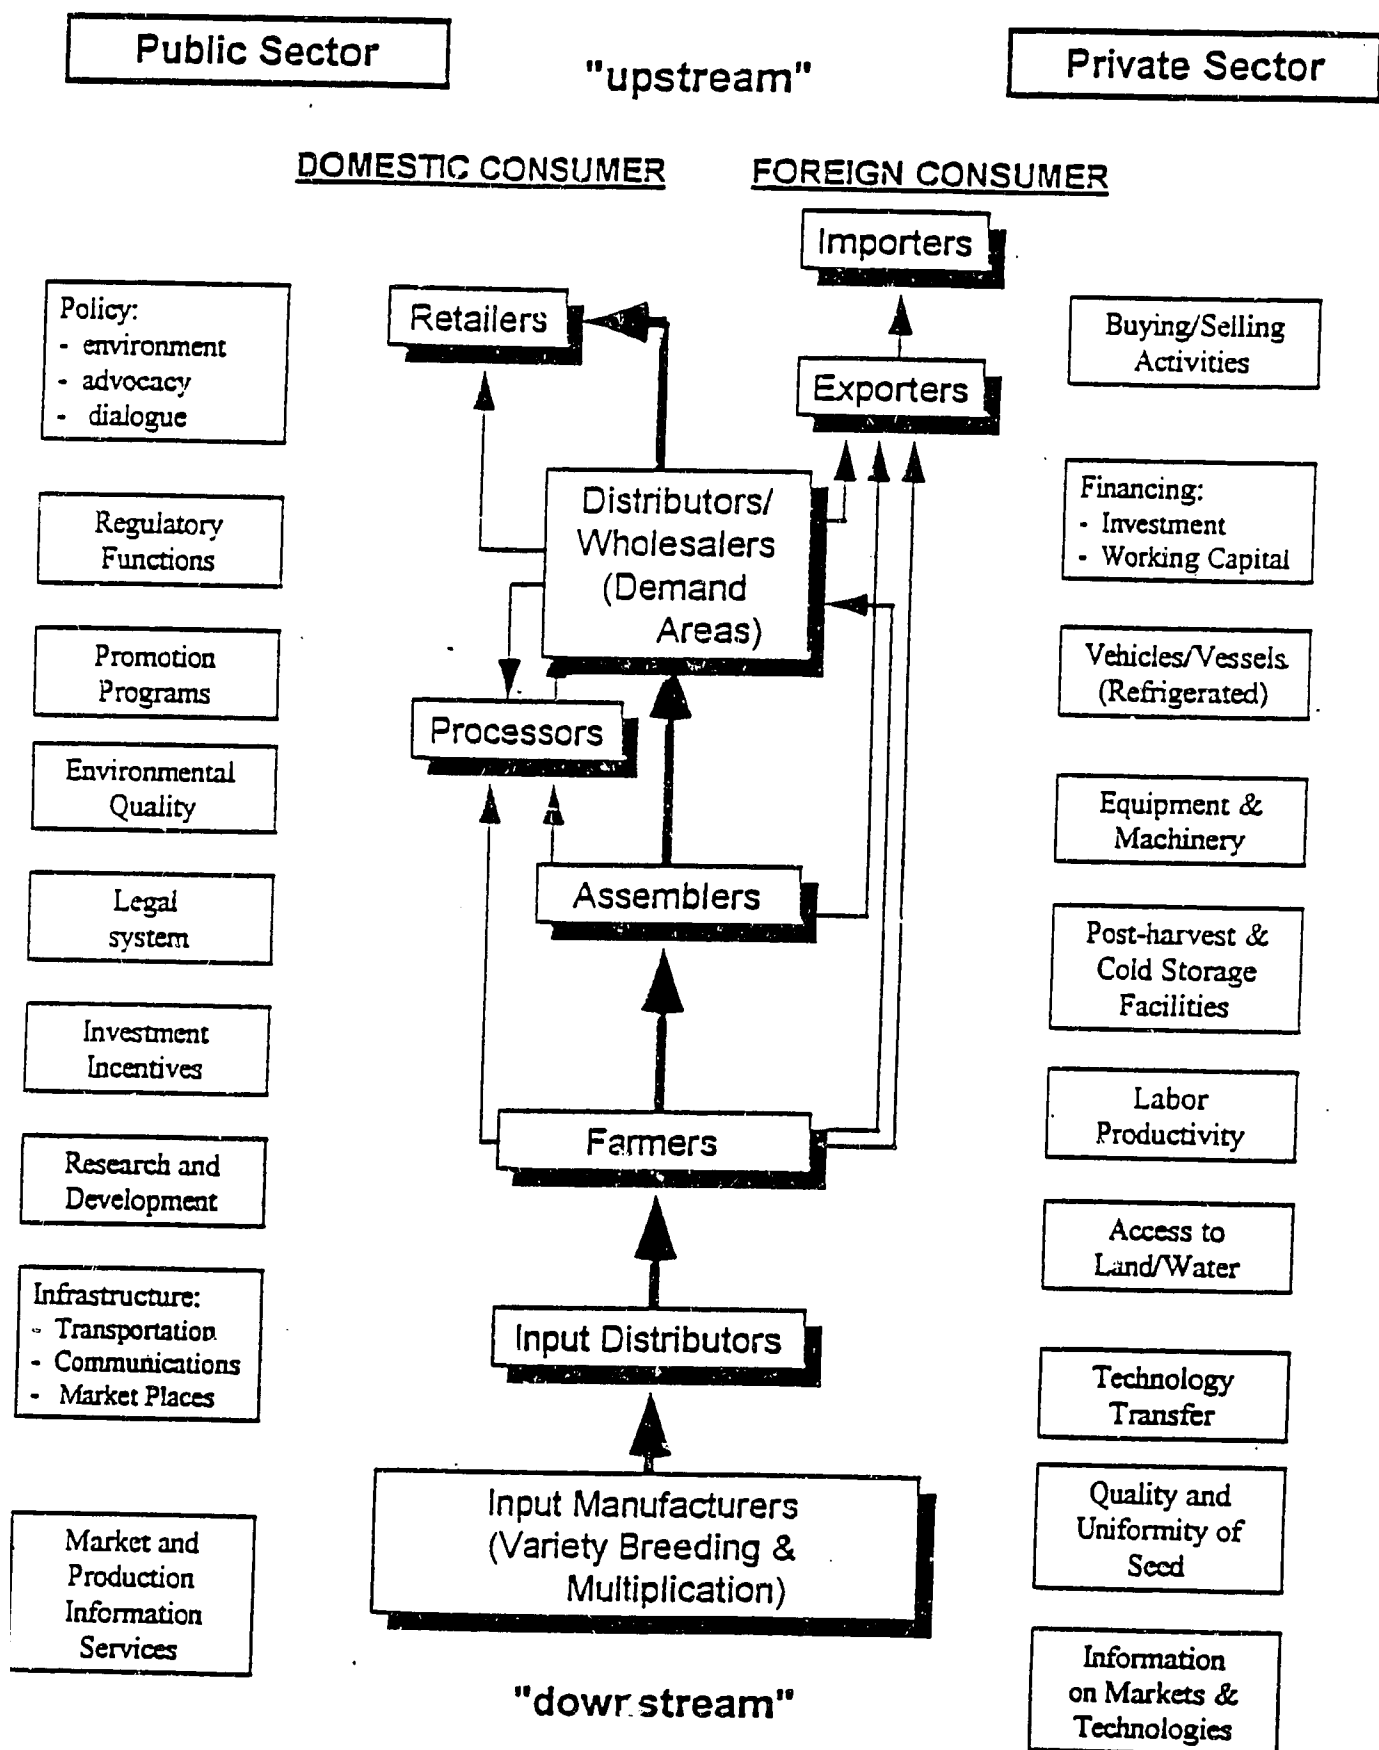 Public Sector
"upstream"
Private Sector
DOMESTIC CONSUMER
FOREIGN CONSUMER
Importers
Retailers
Exporters
Distributors/
Wholesalers
(Demand
Areas)
Processors
Assemblers
Farmers
Input Distributors
Input Manufacturers
(Variety Breeding &
Multiplication)
"downstream"
Policy:
- environment
- advocacy
- dialogue
Regulatory
Functions
Promotion
Programs
Environmental
Quality
Legal
system
Investment
Incentives
Research and
Development
Infrastructure:
- Transportation
- Communications
- Market Places
Market and
Production
Information
Services
Buying/Selling
Activities
Financing:
- Investment
- Working Capital
Vehicles/Vessels
(Refrigerated)
Equipment &
Machinery
Post-harvest &
Cold Storage
Facilities
Labor
Productivity
Access to
Land/Water
Technology
Transfer
Quality and
Uniformity of
Seed
Information
on Markets &
Technologies